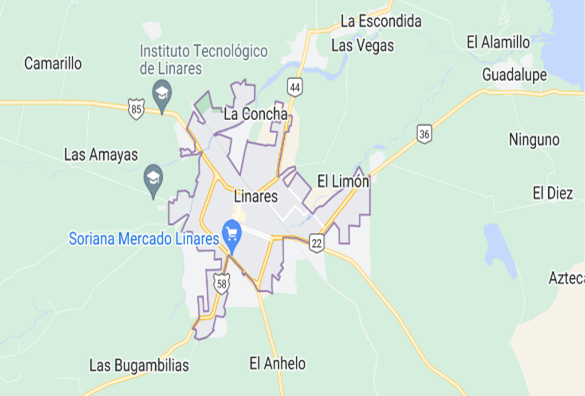 La Escondida
Las Vegas
El Alamillo
Instituto Tecnológico
de Linares
Camarillo
Guadalupe
44
85
La Concha
36
Ninguno
Las Amayas
El Limón
Linares
El Diez
Soriana Mercado Linares
22
Aztec
58
Las Bugambilias
El Anhelo